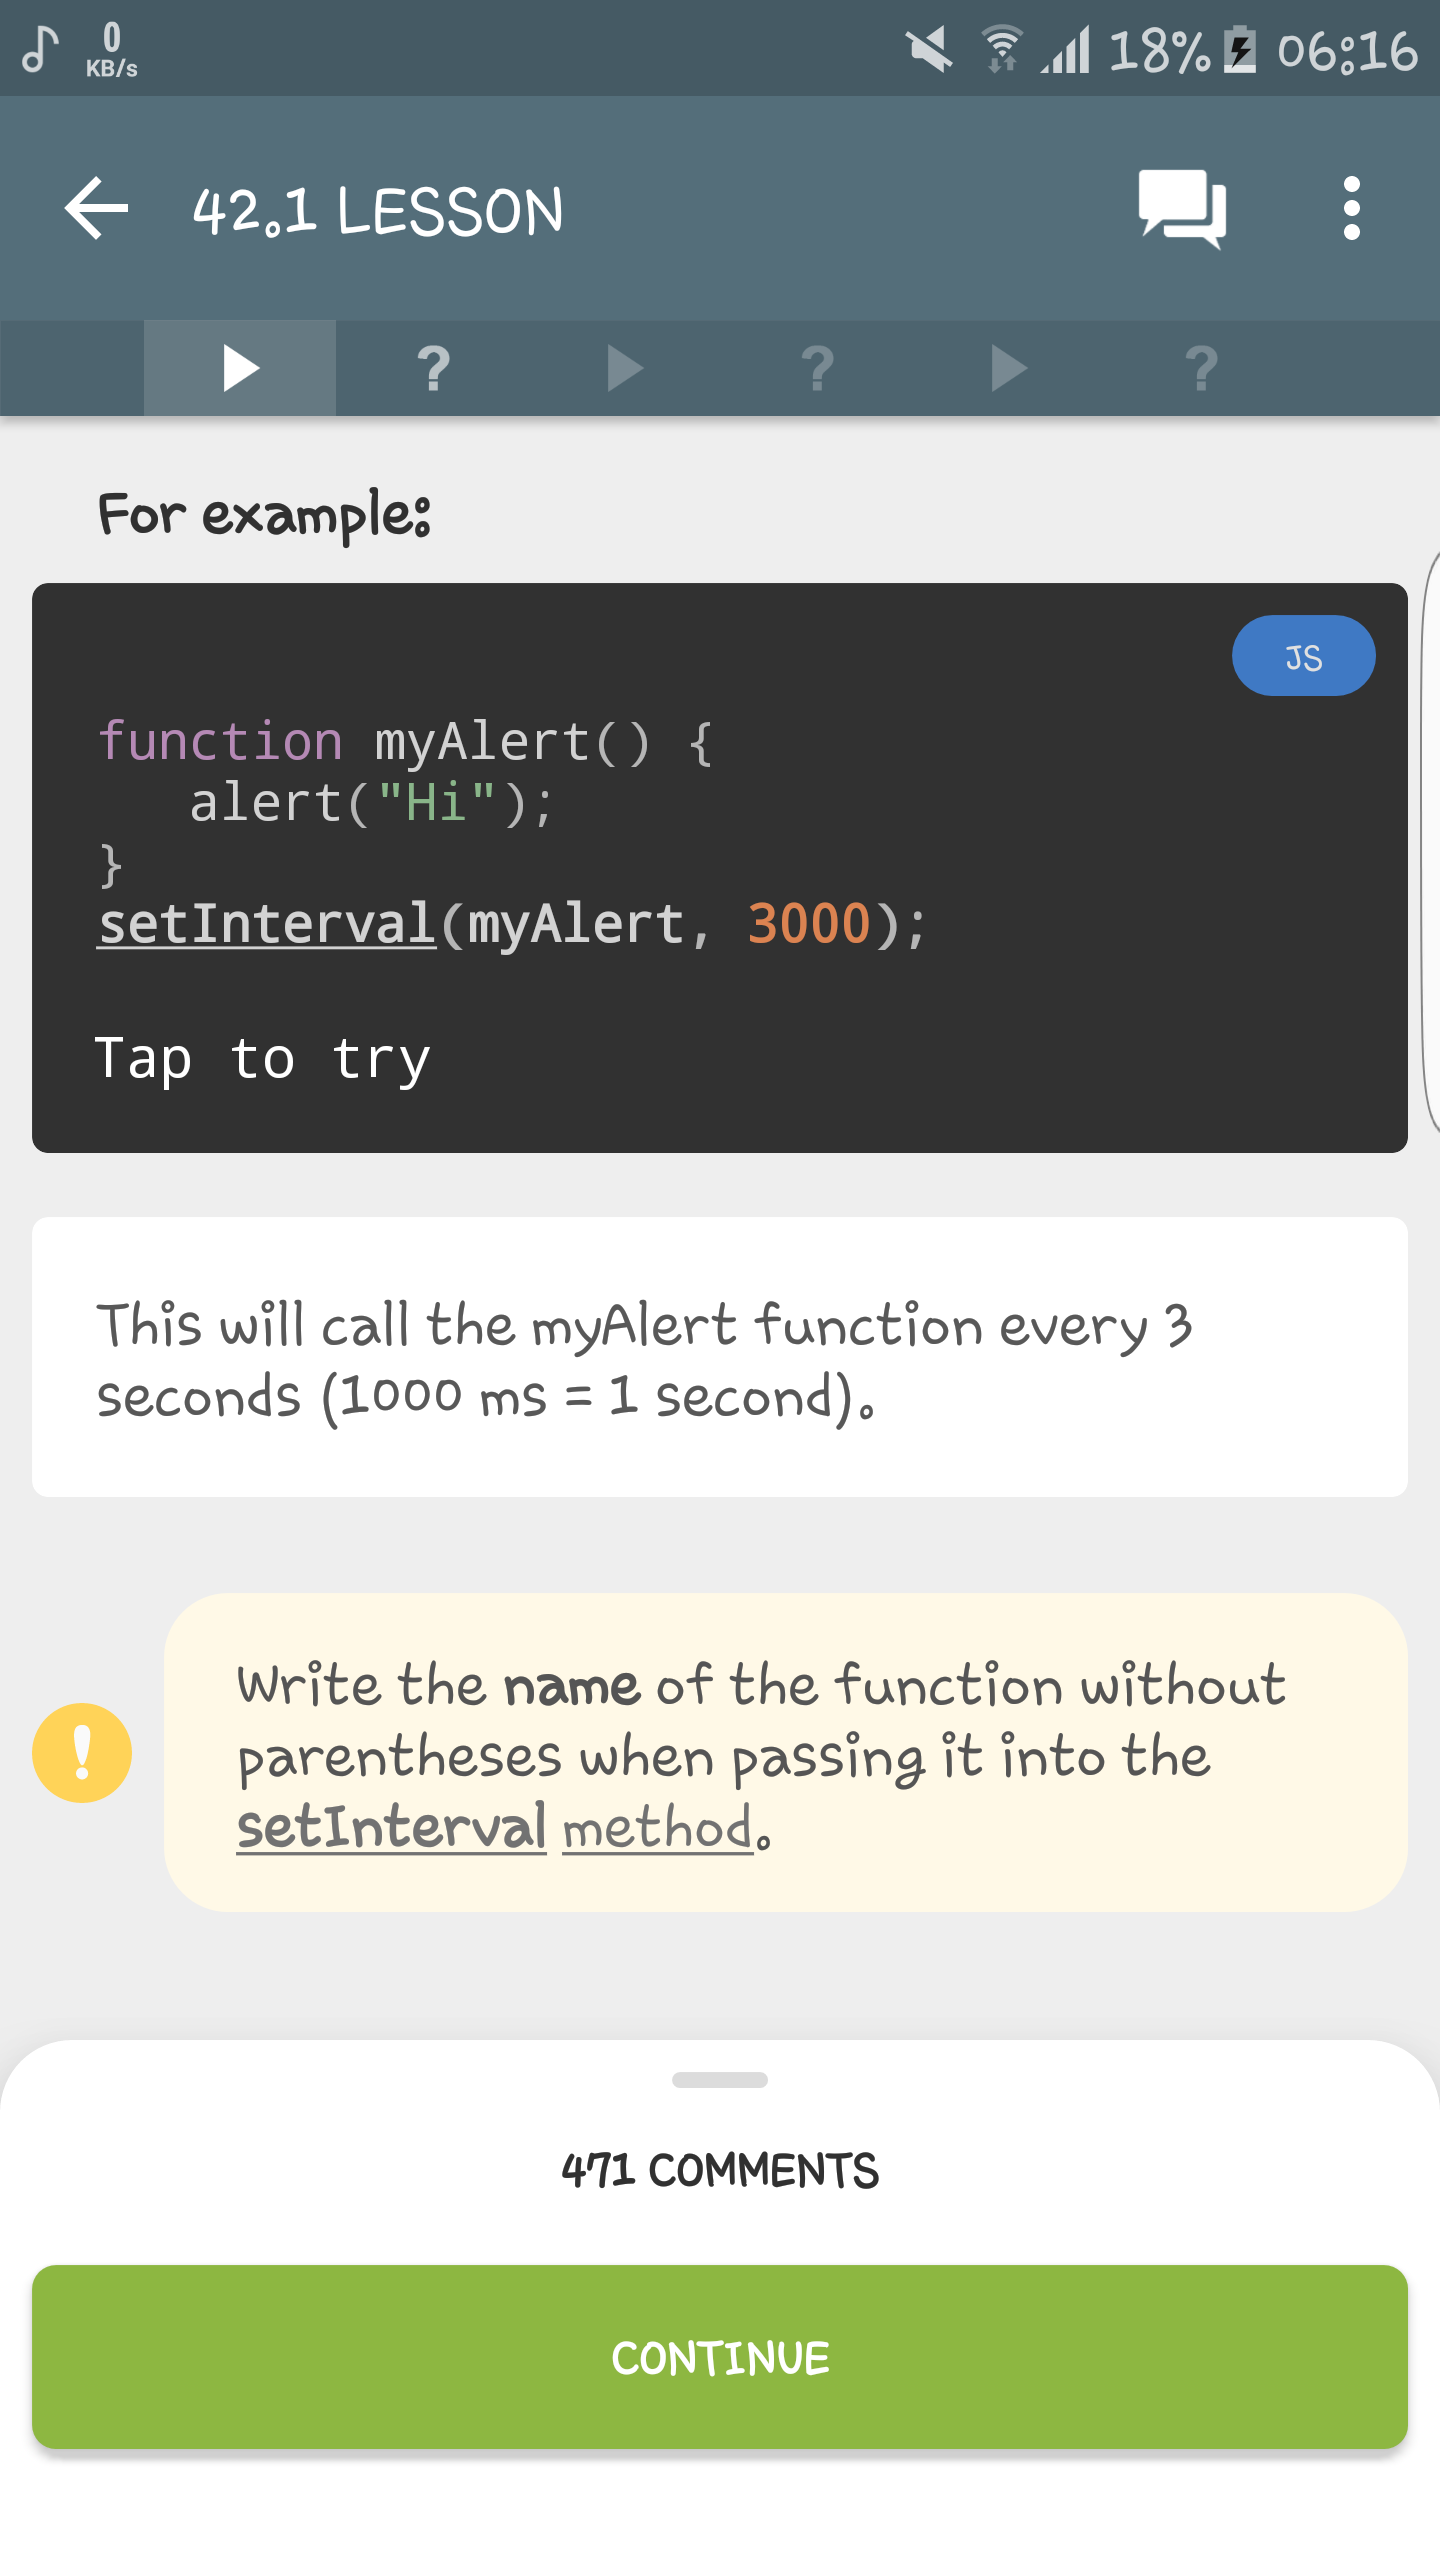 0
KB/s
18%
06:16
42.1 LESSON
?
?
?
For example:
JS
function myAlert() {
   alert("Hi");
}
setInterval(myAlert, 3000);
Tap to try
This will call the myAlert function every 3
seconds (1000 ms = 1 second).
!
Write the name of the function without
parentheses when passing it into the
setInterval method.
471 COMMENTS
CONTINUE